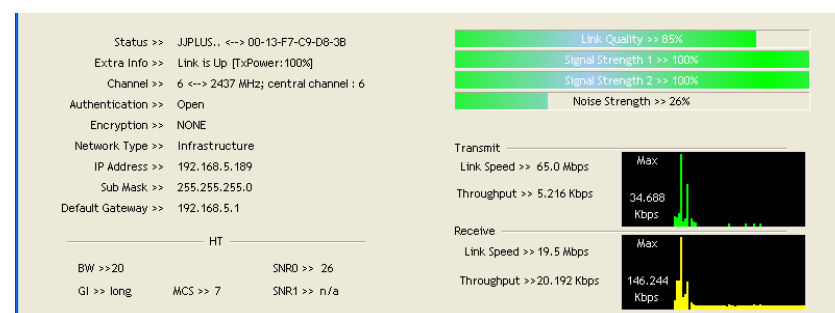 Status >> JJPLUS.. <--> 00-13-F7-C9-D8-3B
Extra Info >> Link is Up [TxPower:100%]
Channel >> 6 <--> 2437 MHz; central channel : 6
Authentication >> Open
Encryption >> NONE
Network Type >> Infrastructure
IP Address >> 192.168.5.189
Sub Mask >> 255.255.255.0
Default Gateway >> 192.168.5.1
HT
BW >>20 SNR0 >> 26
GI >> long MCS >> 7 SNR1 >> n/a
Link Quality >> 85%
Signal Strength 1 >> 100%
Signal Strength 2 >> 100%
Noise Strength >> 26%
Transmit
Link Speed >> 65.0 Mbps
Throughput >> 5.216 Kbps
Max
34.688
Kbps
Receive
Link Speed >> 19.5 Mbps
Throughput >>20.192 Kbps
Max
146.244
Kbps